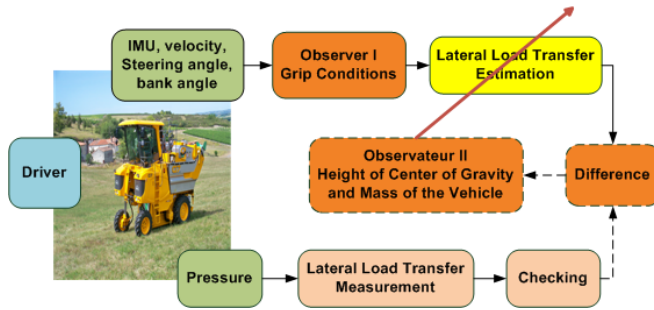 IMU, velocity,
Steering angle,
bank angle
Observer I
Grip Conditions
Lateral Load Transfer
Estimation
Driver
Observateur II
Height of Center of Gravity
and Mass of the Vehicle
Difference
Pressure
Lateral Load Transfer
Measurement
Checking